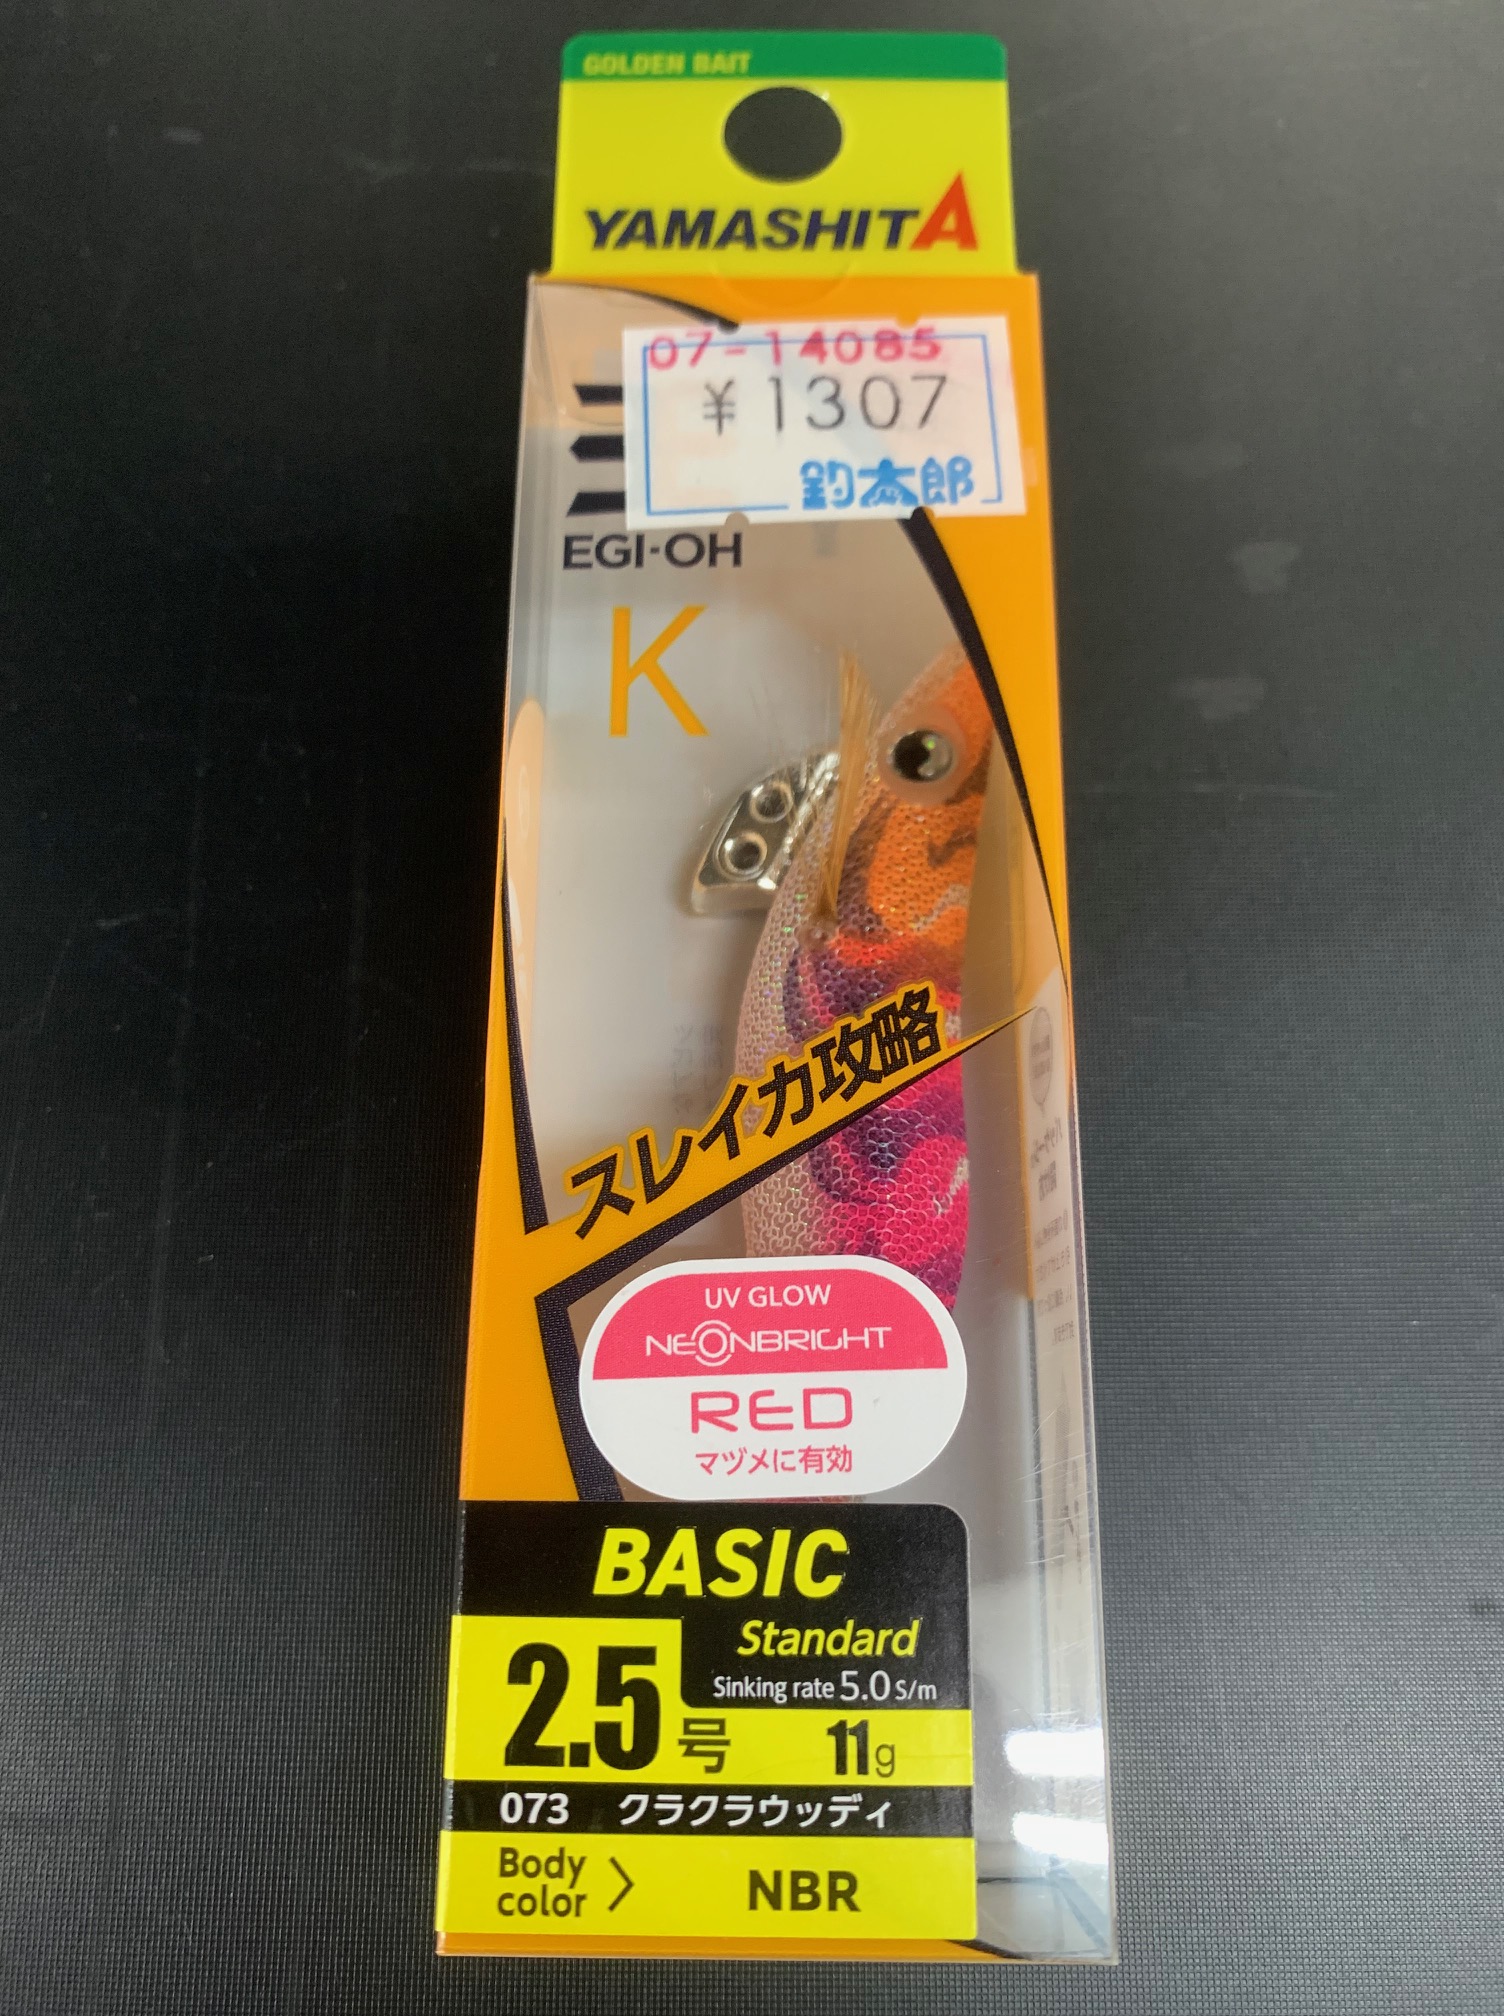 GOLDEN BAIT
YAMASHITA
07-14085
¥1307
釣太郎
EGI-OH
K
スレイカ攻略
UV GLOW
NEONBRIGHT
RED
マヅメに有効
BASIC
Standard
Sinking rate 5.0 S/m
2.5号 11g
073 クラクラウッディ
Body color > NBR